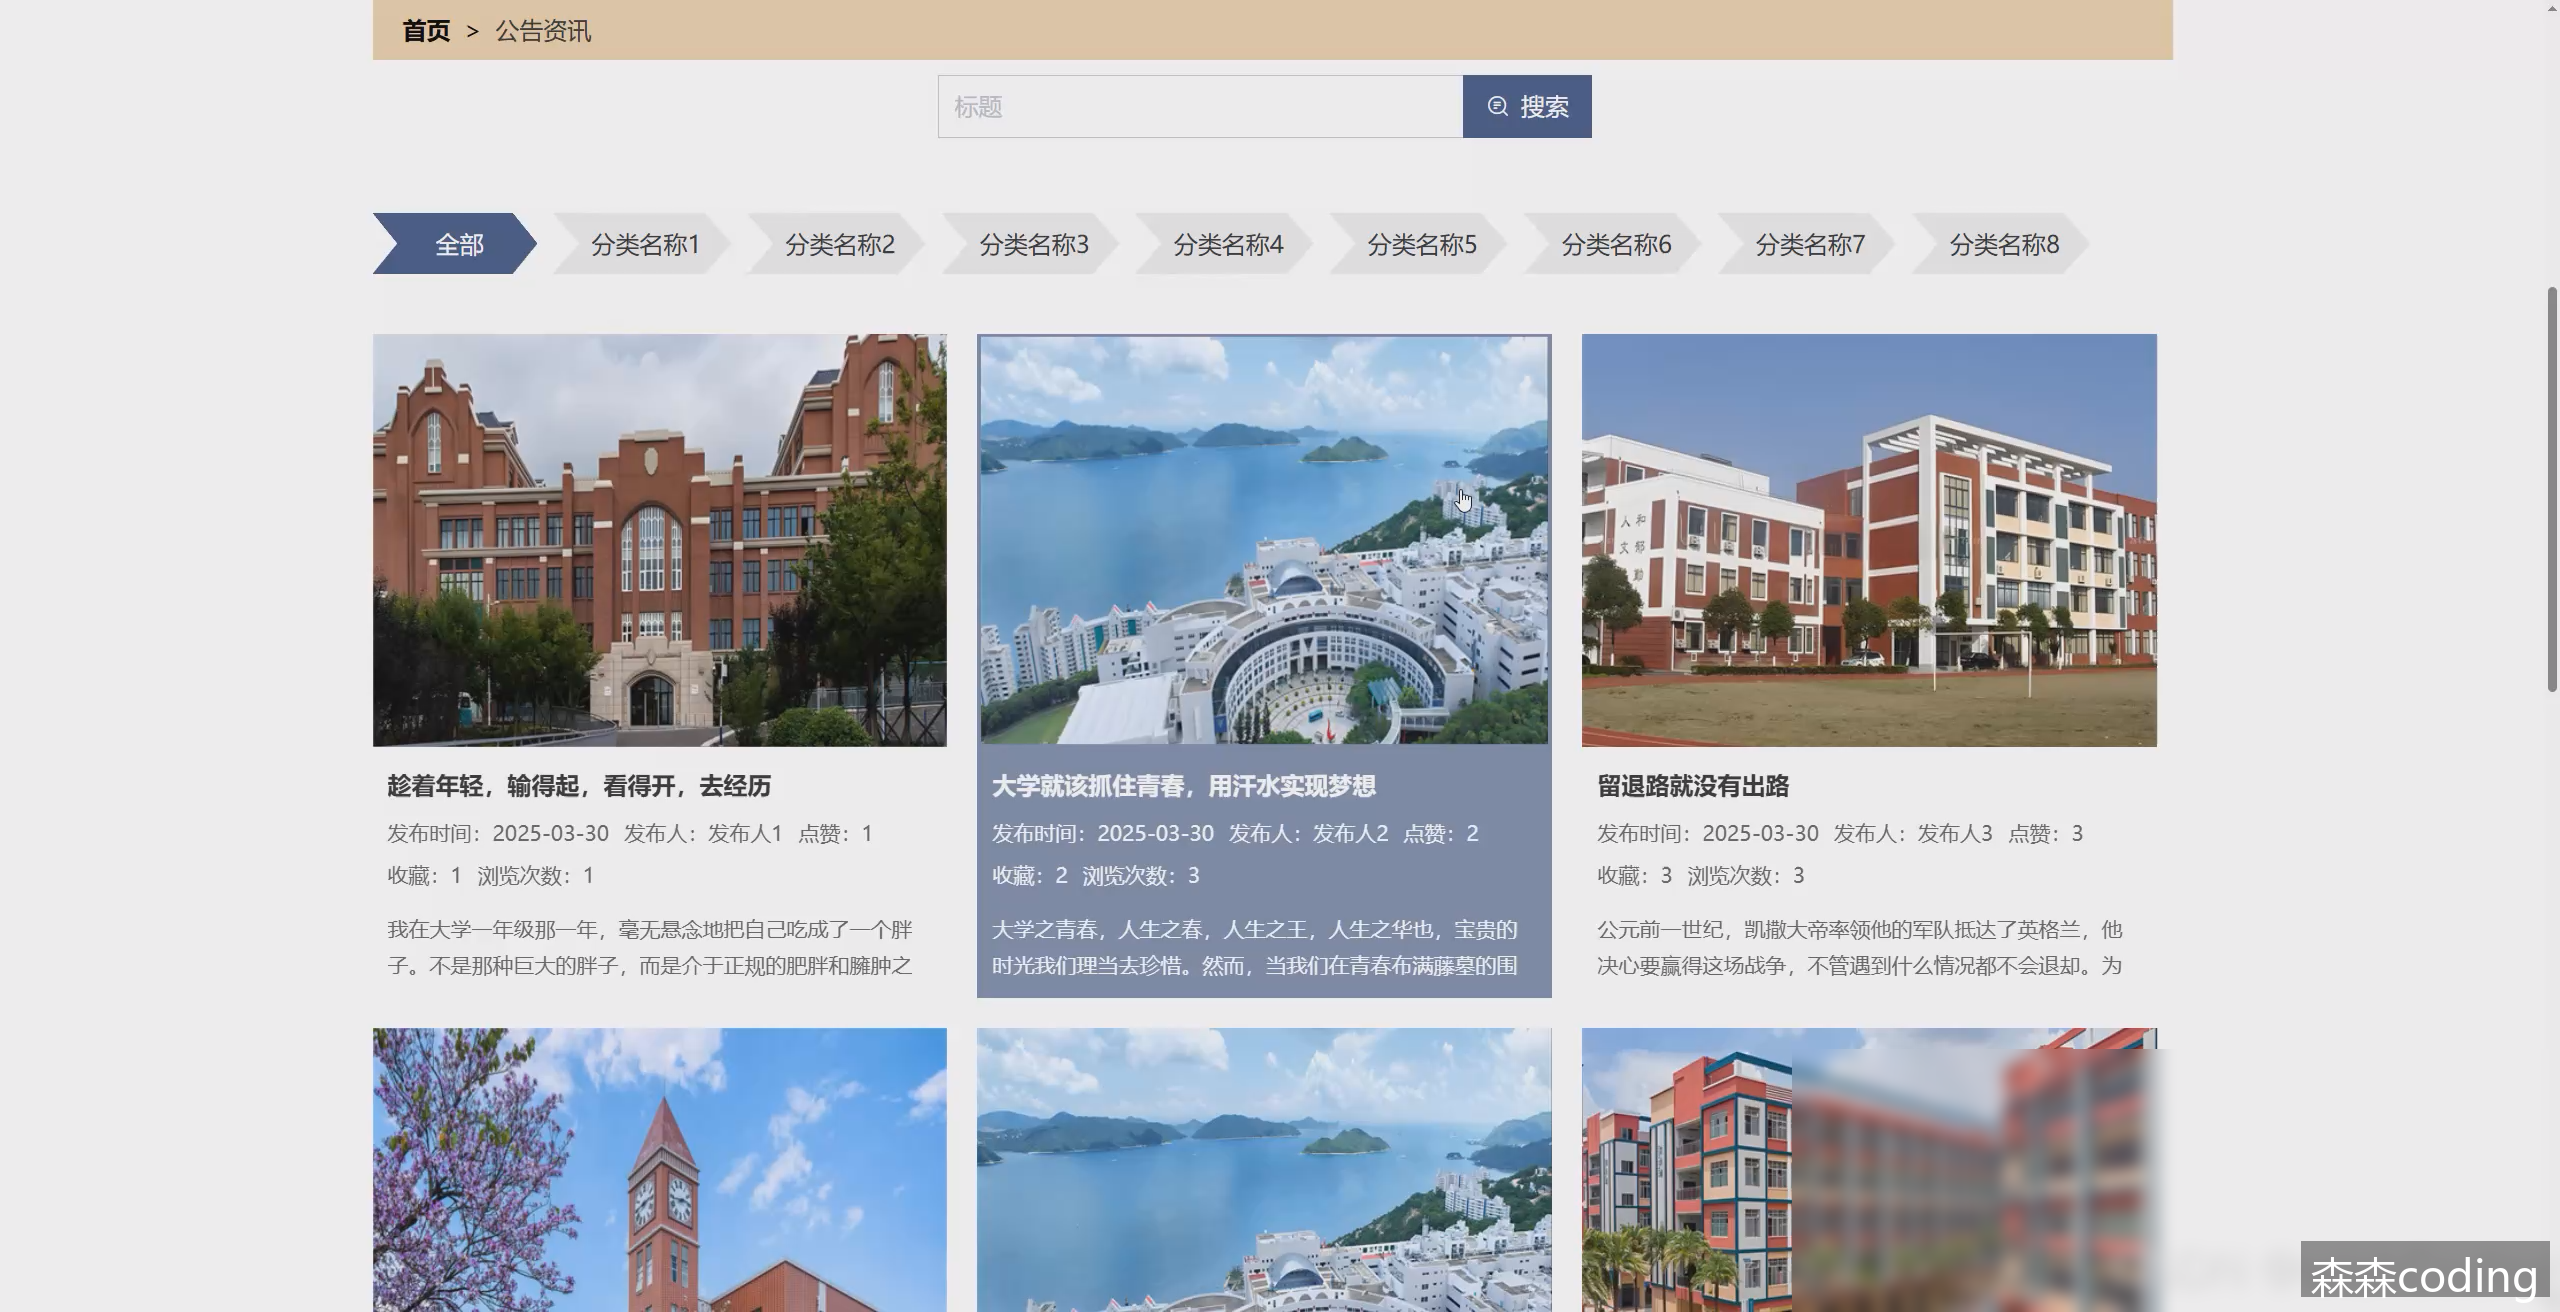 首页 > 公告资讯
标题
搜索
全部
分类名称1
分类名称2
分类名称3
分类名称4
分类名称5
分类名称6
分类名称7
分类名称8
趁着年轻，输得起，看得开，去经历
发布时间：2025-03-30 发布人：发布人1 点赞：1
收藏：1 浏览次数：1
我在大学一年级那一年，毫无悬念地把自己吃成了一个胖
子。不是那种巨大的胖子，而是介于正规的肥胖和臃肿之
大学就该抓住青春，用汗水实现梦想
发布时间：2025-03-30 发布人：发布人2 点赞：2
收藏：2 浏览次数：3
大学之青春，人生之春，人生之王，人生之华也，宝贵的
时光我们理当去珍惜。然而，当我们在青春布满藤蔓的围
人和
文邻
勤
留退路就没有出路
发布时间：2025-03-30 发布人：发布人3 点赞：3
收藏：3 浏览次数：3
公元前一世纪，凯撒大帝率领他的军队抵达了英格兰，他
决心要赢得这场战争，不管遇到什么情况都不会退却。为
森森coding